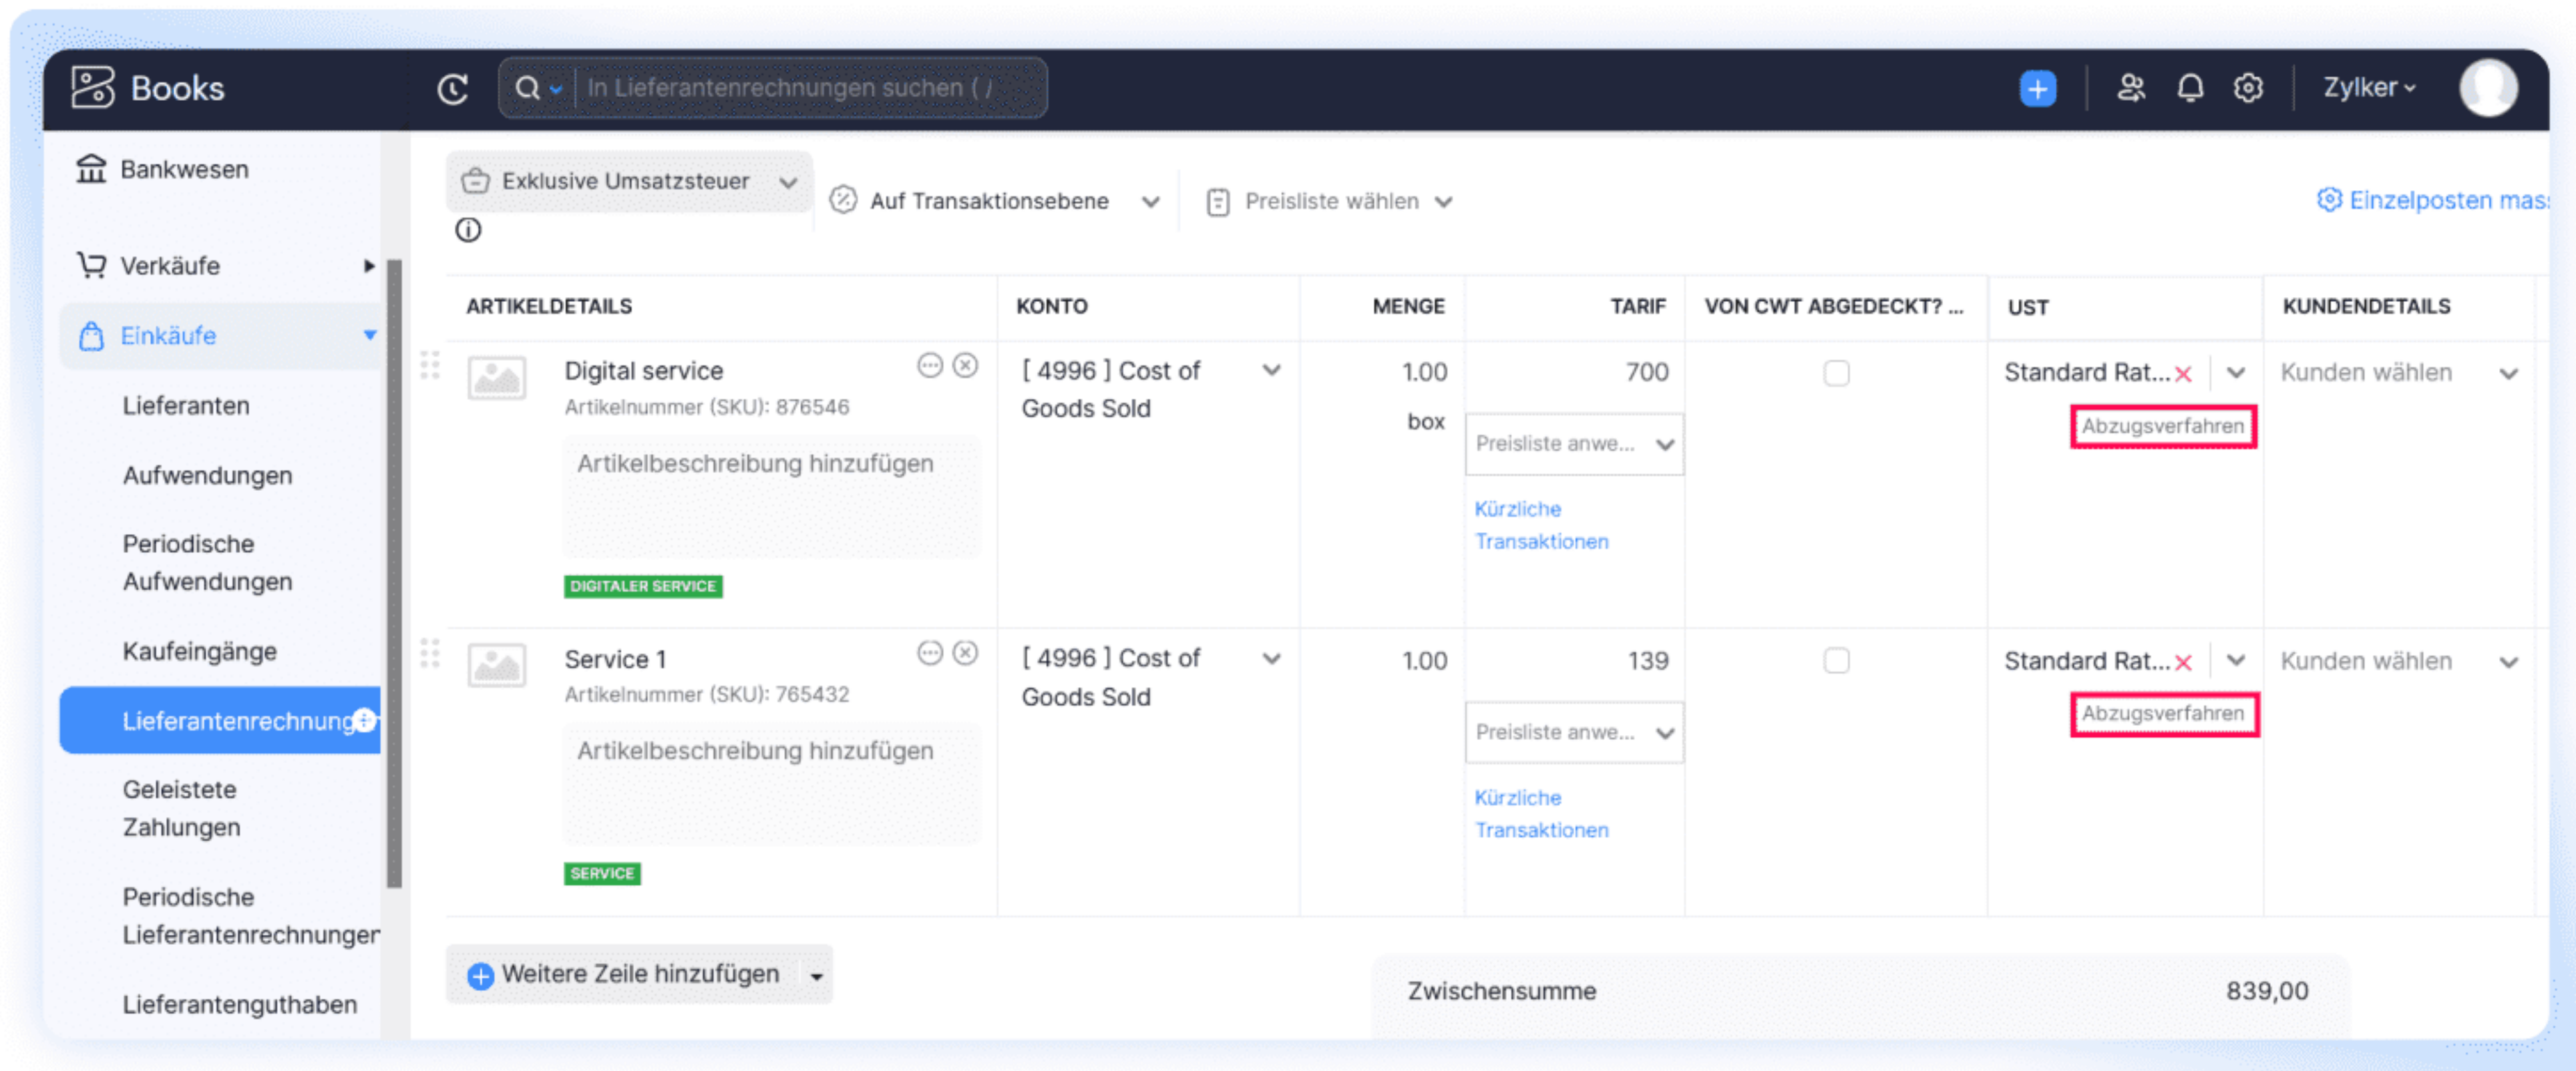 Books
In Lieferantenrechnungen suchen ( /
Zylker
Bankwesen
Verkäufe
Einkäufe
Lieferanten
Aufwendungen
Periodische
Aufwendungen
Kaufeingänge
Lieferantenrechnungen
Geleistete
Zahlungen
Periodische
Lieferantenrechnungen
Lieferantenguthaben
Exklusive Umsatzsteuer
Auf Transaktionsebene
Preisliste wählen
Einzelposten mas
ARTIKELDETAILS KONTO MENGE TARIF VON CWT ABGEDECKT? ... UST KUNDENDETAILS
Digital service
Artikelnummer (SKU): 876546
Artikelbeschreibung hinzufügen
DIGITALER SERVICE
[ 4996 ] Cost of
Goods Sold
1.00
box
700
Preisliste anwe...
Kürzliche
Transaktionen
Standard Rat...
Abzugsverfahren
Kunden wählen
Service 1
Artikelnummer (SKU): 765432
Artikelbeschreibung hinzufügen
SERVICE
[ 4996 ] Cost of
Goods Sold
1.00
139
Preisliste anwe...
Kürzliche
Transaktionen
Standard Rat...
Abzugsverfahren
Kunden wählen
Weitere Zeile hinzufügen
Zwischensumme 839,00